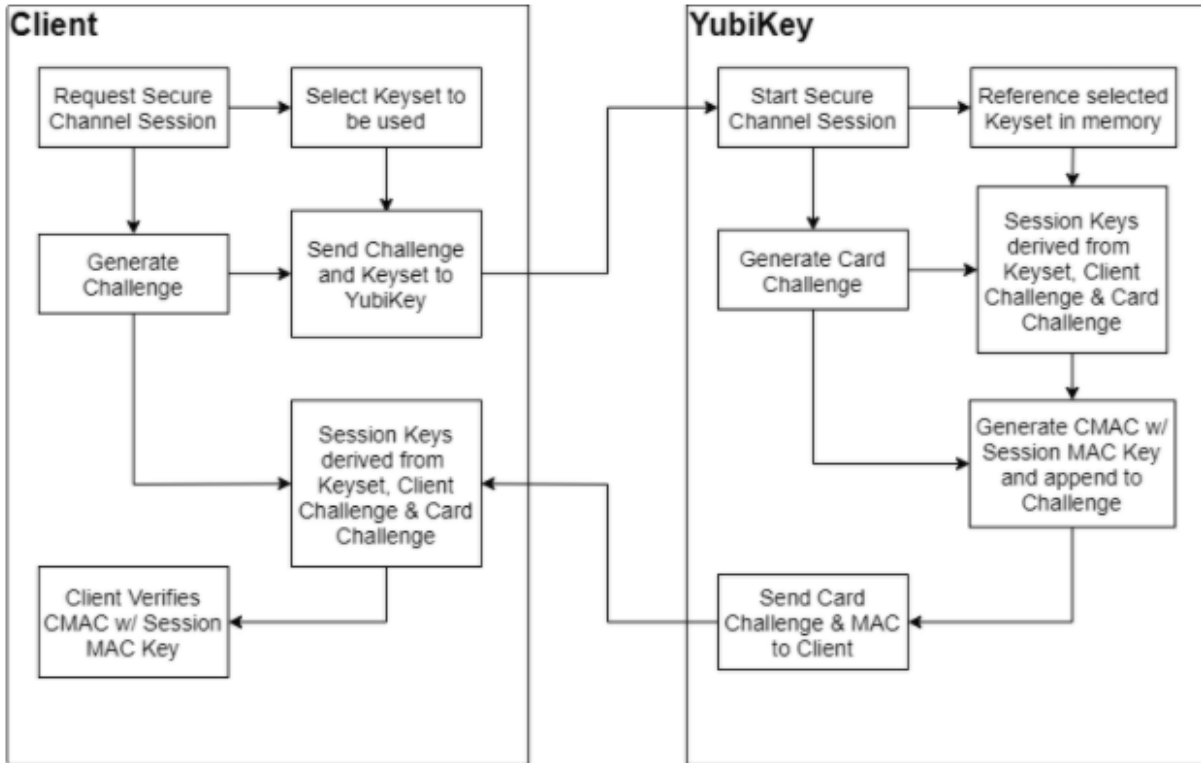 Client
Request Secure
Channel Session
Select Keyset to
be used
Generate
Challenge
Send Challenge
and Keyset to
YubiKey
Session Keys
derived from
Keyset, Client
Challenge & Card
Challenge
Client Verifies
CMAC w/ Session
MAC Key
YubiKey
Start Secure
Channel Session
Reference selected
Keyset in memory
Generate Card
Challenge
Session Keys
derived from
Keyset, Client
Challenge & Card
Challenge
Generate CMAC w/
Session MAC Key
and append to
Challenge
Send Card
Challenge & MAC
to Client